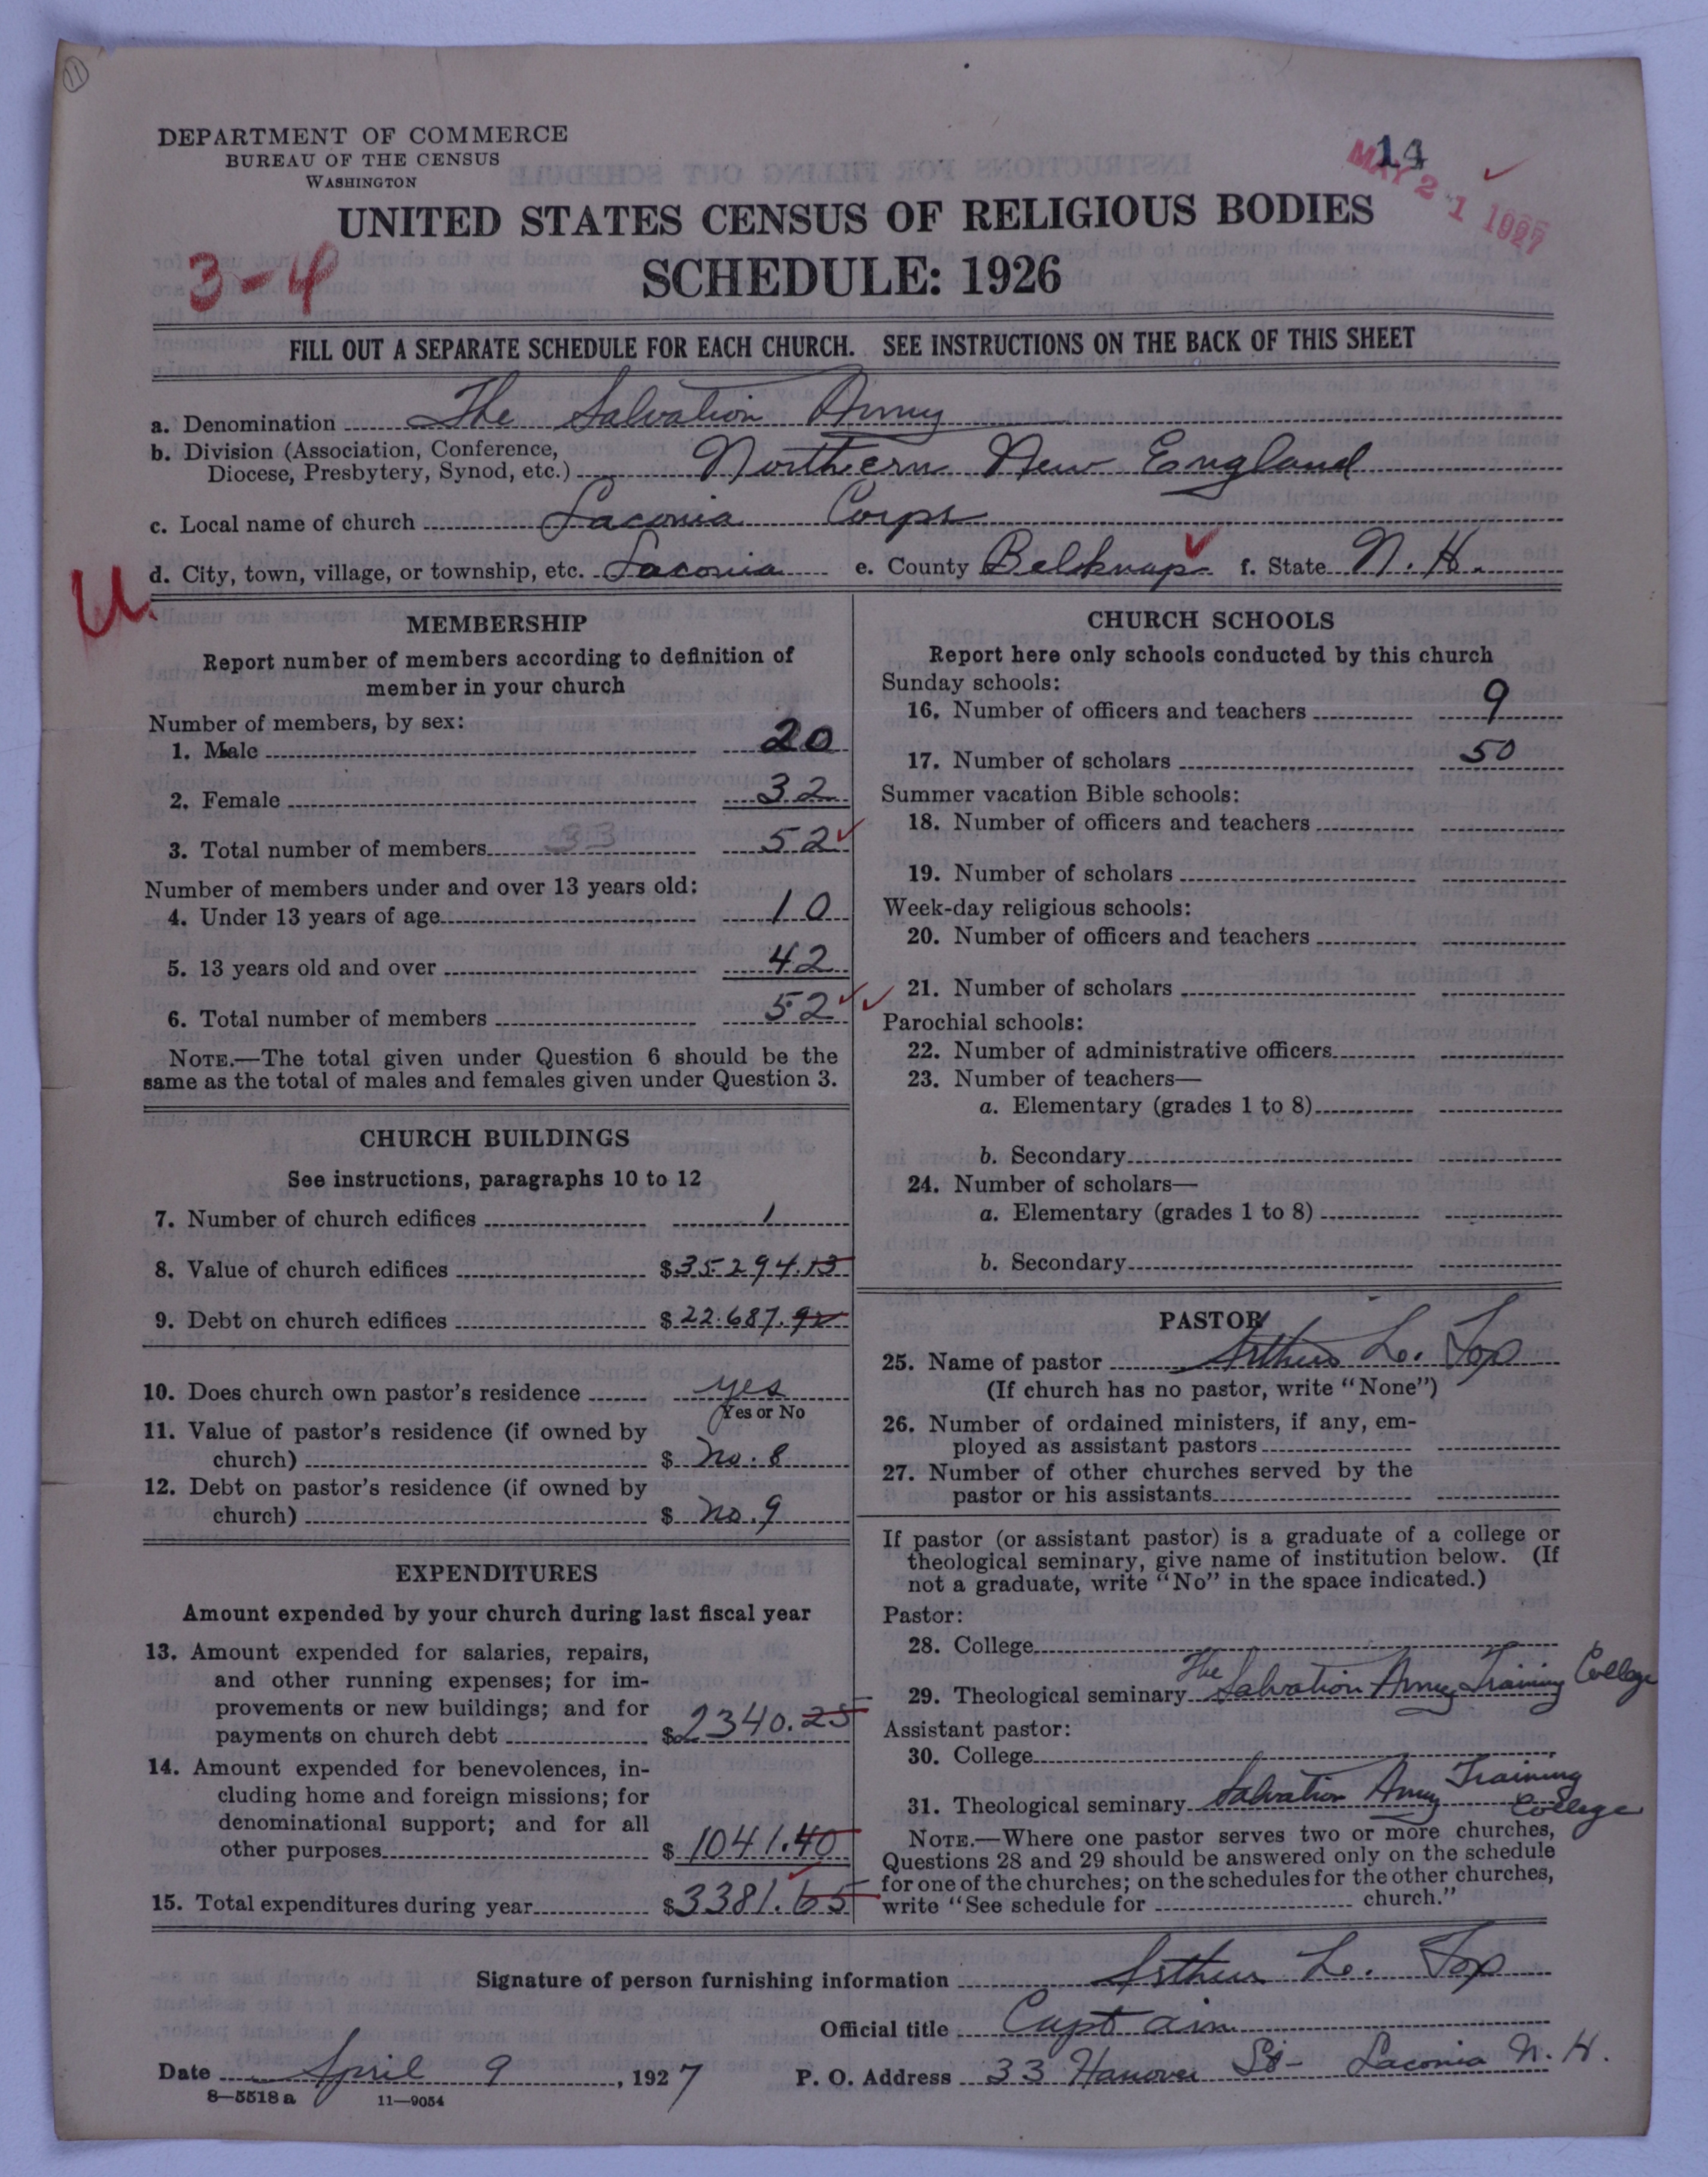 11
DEPARTMENT OF COMMERCE
BUREAU OF THE CENSUS
WASHINGTON
14
MAY 21 1927
UNITED STATES CENSUS OF RELIGIOUS BODIES
3-4
SCHEDULE: 1926
FILL OUT A SEPARATE SCHEDULE FOR EACH CHURCH. SEE INSTRUCTIONS ON THE BACK OF THIS SHEET
a. Denomination The Salvation Army
b. Division (Association, Conference,
Diocese, Presbytery, Synod, etc.) Northern New England
c. Local name of church Laconia Corps
U. d. City, town, village, or township, etc. Laconia e. County Belknap f. State N. H.
MEMBERSHIP
Report number of members according to definition of
member in your church
Number of members, by sex:
1. Male 20
2. Female 32
3. Total number of members 33 52
Number of members under and over 13 years old:
4. Under 13 years of age 10
5. 13 years old and over 42
6. Total number of members 52
NOTE.—The total given under Question 6 should be the
same as the total of males and females given under Question 3.
CHURCH BUILDINGS
See instructions, paragraphs 10 to 12
7. Number of church edifices 1
8. Value of church edifices $35294.15
9. Debt on church edifices $22.687.92
10. Does church own pastor's residence yes
Yes or No
11. Value of pastor's residence (if owned by
church) $ no. 8
12. Debt on pastor's residence (if owned by
church) $ no. 9
EXPENDITURES
Amount expended by your church during last fiscal year
13. Amount expended for salaries, repairs,
and other running expenses; for im-
provements or new buildings; and for
payments on church debt $2340.25
14. Amount expended for benevolences, in-
cluding home and foreign missions; for
denominational support; and for all
other purposes $1041.40
15. Total expenditures during year $3381.65
CHURCH SCHOOLS
Report here only schools conducted by this church
Sunday schools:
16. Number of officers and teachers 9
17. Number of scholars 50
Summer vacation Bible schools:
18. Number of officers and teachers
19. Number of scholars
Week-day religious schools:
20. Number of officers and teachers
21. Number of scholars
Parochial schools:
22. Number of administrative officers
23. Number of teachers—
a. Elementary (grades 1 to 8)
b. Secondary
24. Number of scholars—
a. Elementary (grades 1 to 8)
b. Secondary
PASTOR
25. Name of pastor Arthur L. Fop
(If church has no pastor, write "None")
26. Number of ordained ministers, if any, em-
ployed as assistant pastors
27. Number of other churches served by the
pastor or his assistants
If pastor (or assistant pastor) is a graduate of a college or
theological seminary, give name of institution below. (If
not a graduate, write "No" in the space indicated.)
Pastor:
28. College
29. Theological seminary The Salvation Army Training College
Assistant pastor:
30. College
31. Theological seminary Salvation Army Training
College
NOTE.—Where one pastor serves two or more churches,
Questions 28 and 29 should be answered only on the schedule
for one of the churches; on the schedules for the other churches,
write "See schedule for church."
Signature of person furnishing information Arthur L. Fop
Official title Captain
Date April 9, 1927 P. O. Address 33 Hanover St- Laconia N. H.
8—5518 a 11—9054